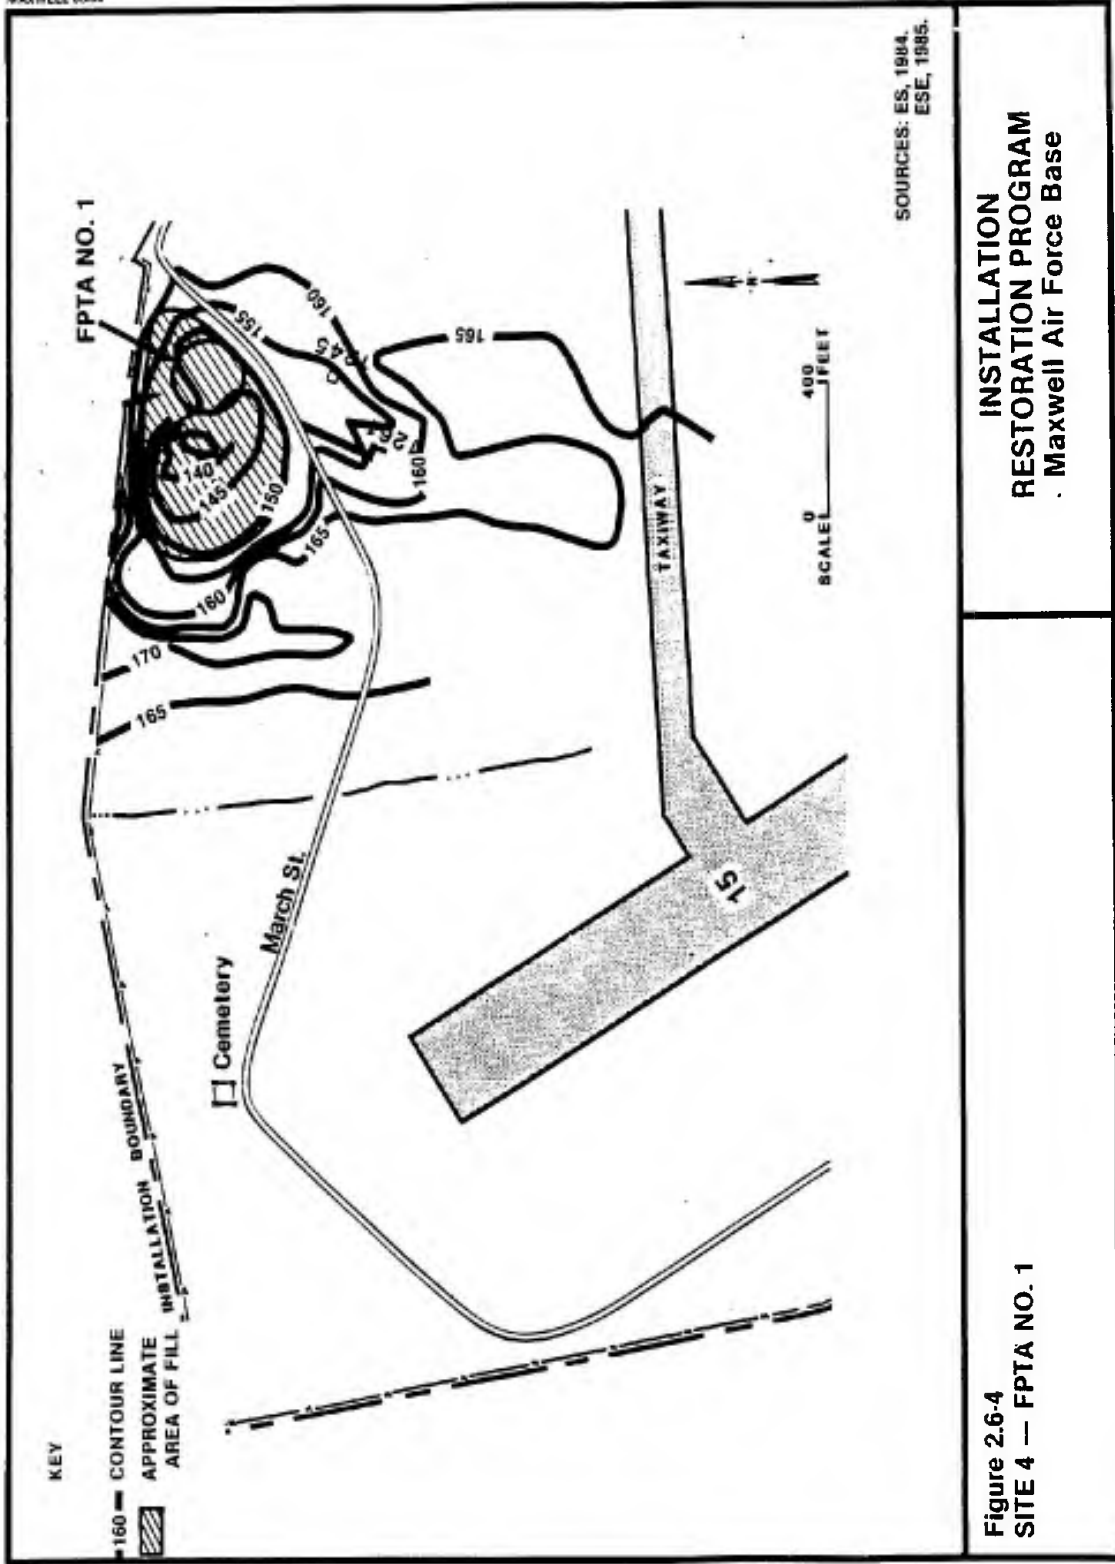 KEY
160 CONTOUR LINE
APPROXIMATE
AREA OF FILL
INSTALLATION BOUNDARY
Cemetery
March St.
FPTA NO. 1
165
170
160
165
150
145
140
155
160
160
165
15
TAXIWAY
N
0
400
SCALE
FEET
SOURCES: ES, 1984.
ESE, 1985.
Figure 2.6-4
SITE 4 — FPTA NO. 1
INSTALLATION
RESTORATION PROGRAM
Maxwell Air Force Base